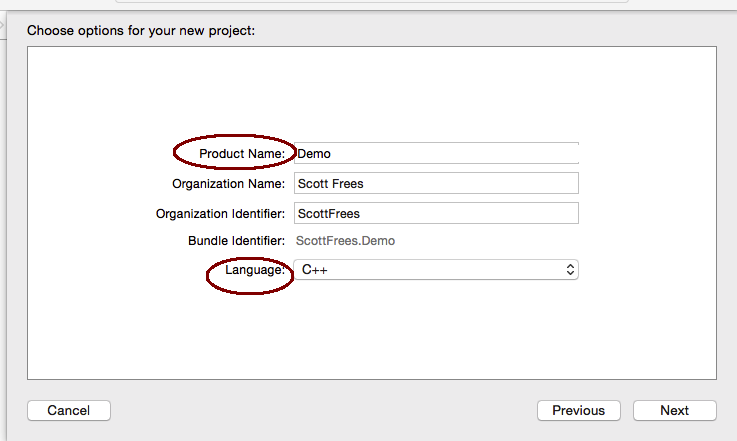 Choose options for your new project:
Product Name: Demo
Organization Name: Scott Frees
Organization Identifier: ScottFrees
Bundle Identifier: ScottFrees.Demo
Language: C++
Cancel Previous Next